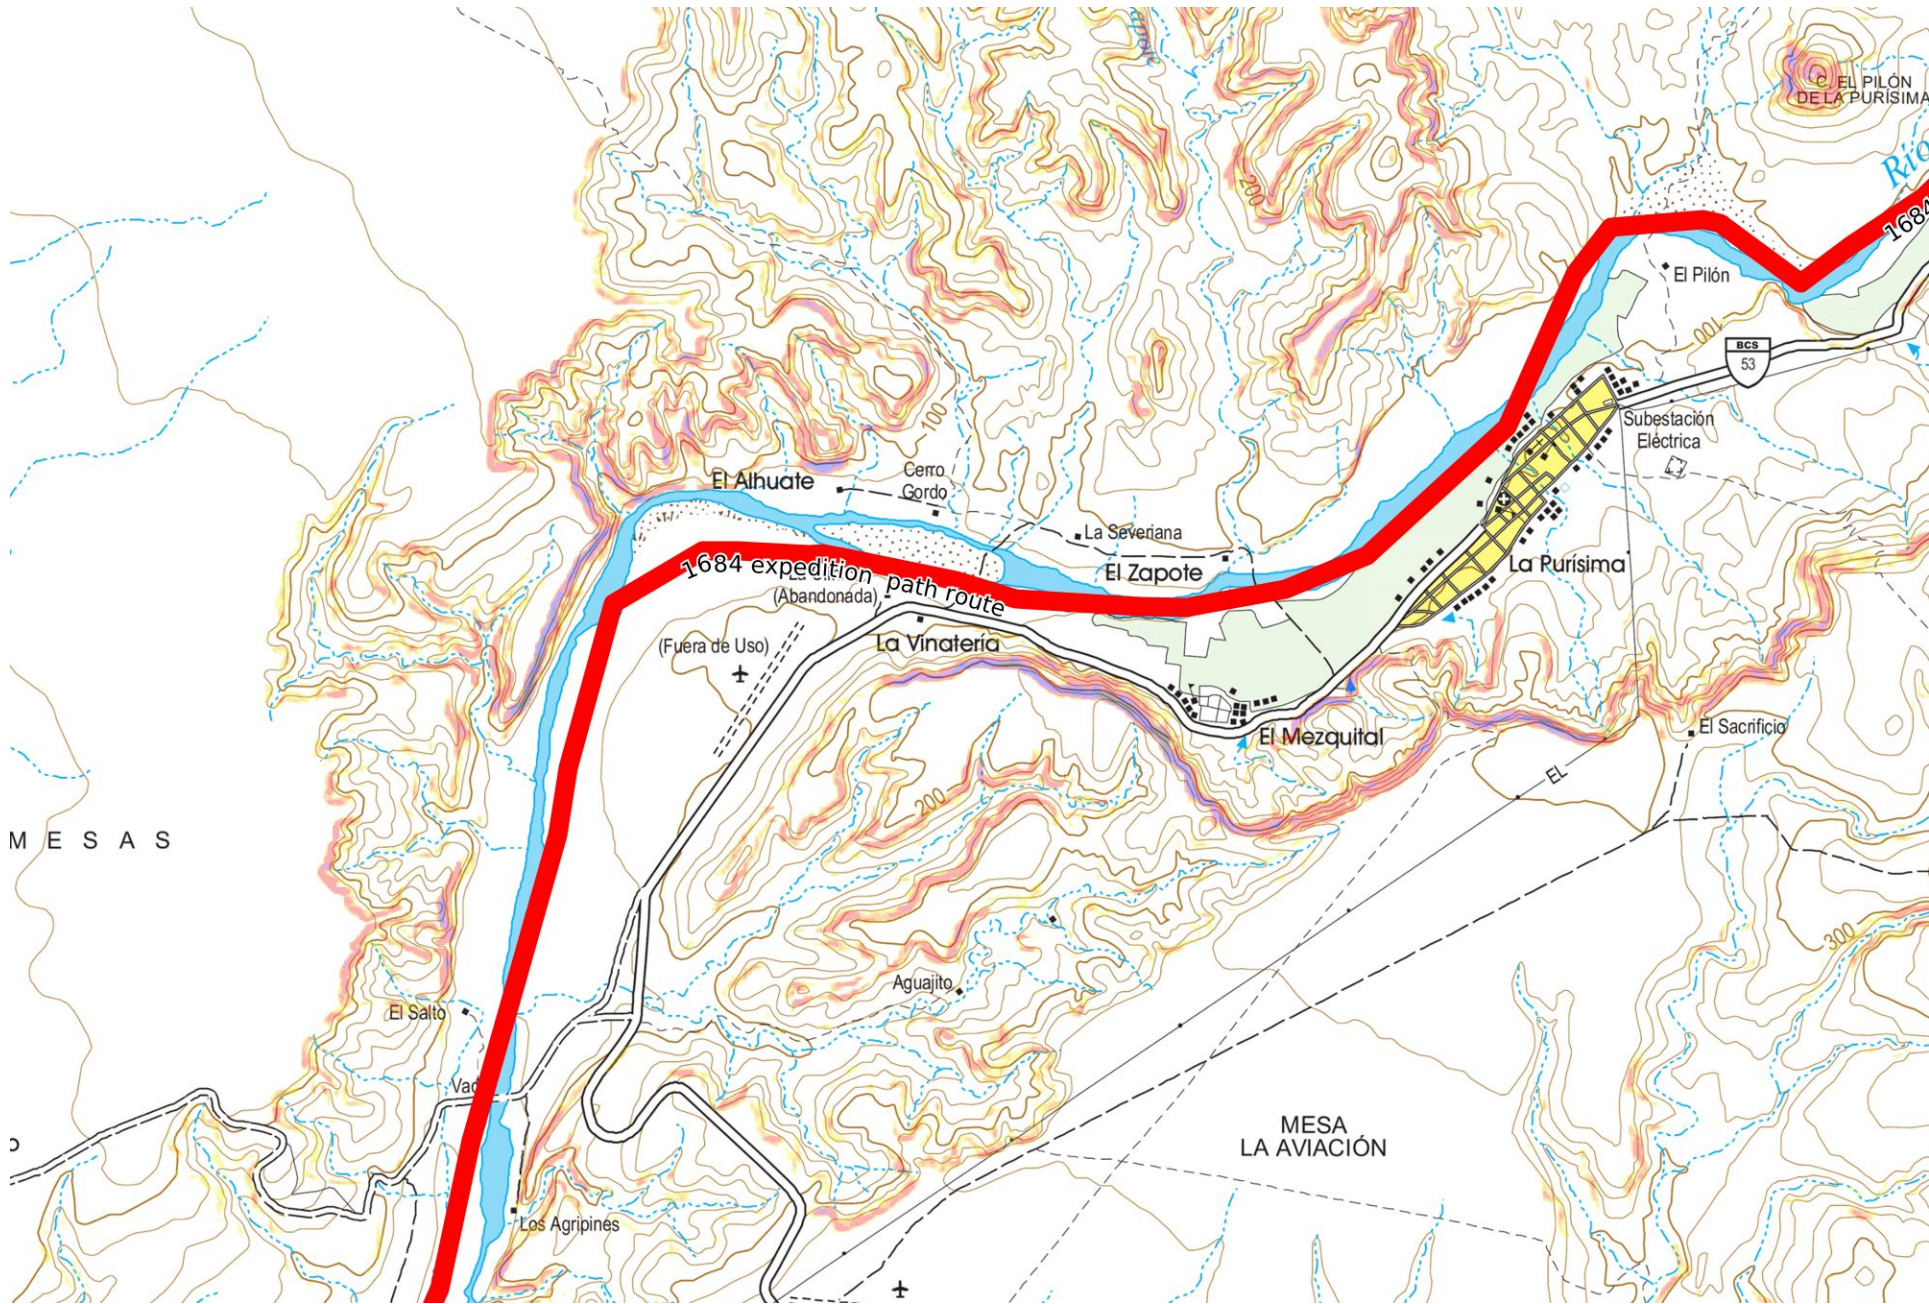 C. EL PILÓN
DE LA PURÍSIMA
Río
1684
El Pilón
100
BCS
53
200
Subestación
Eléctrica
100
Cerro
Gordo
El Alhuate
La Severiana
El Zapote
La Purísima
1684 expedition path route
(Abandonada)
(Fuera de Uso)
La Vinatería
El Mezquital
El Sacrificio
EL
200
MESAS
300
Aguajito
El Salto
MESA
LA AVIACIÓN
Los Agripines